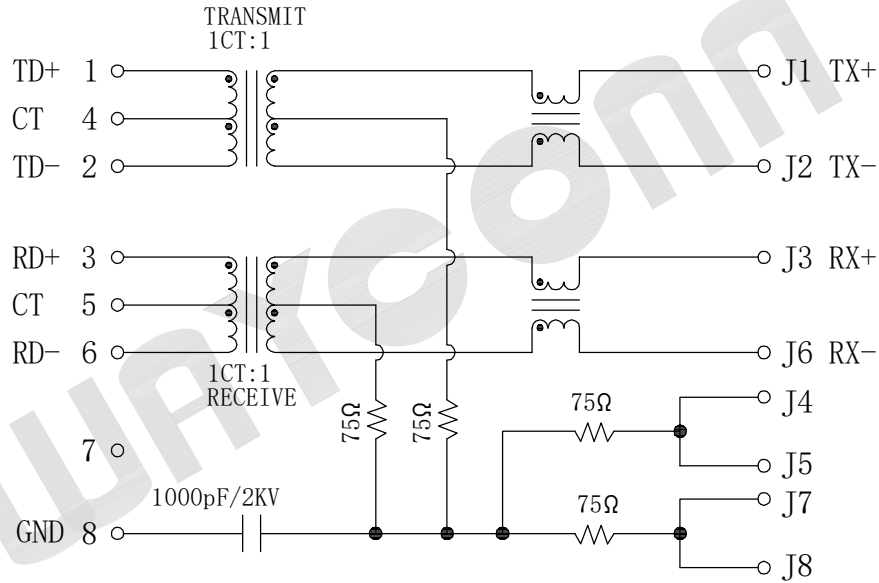 TRANSMIT
1CT:1
TD+ 1
J1 TX+
CT 4
TD- 2
J2 TX-
RD+ 3
J3 RX+
CT 5
RD- 6
J6 RX-
1CT:1
RECEIVE
75Ω
75Ω
75Ω
J4
7
J5
1000pF/2KV
75Ω
J7
GND 8
J8
WAYCONN